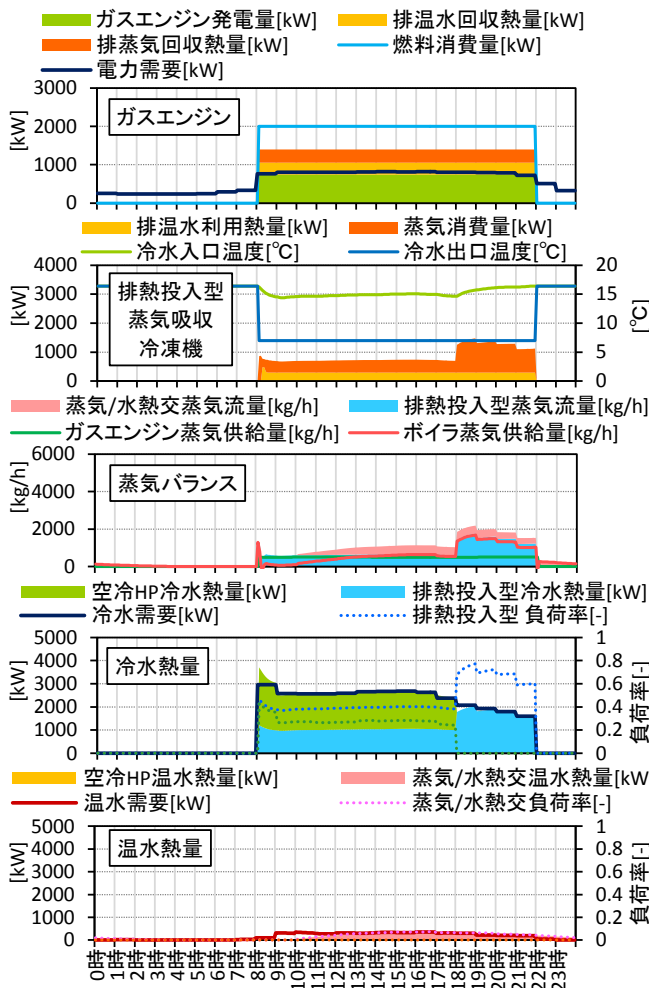 ガスエンジン発電量[kW] 排温水回収熱量[kW]
排蒸気回収熱量[kW] 燃料消費量[kW]
電力需要[kW]
3000
2000
1000
0
[kW]
ガスエンジン
排温水利用熱量[kW] 蒸気消費量[kW]
冷水入口温度[℃] 冷水出口温度[℃]
4000
3000
2000
1000
0
[kW]
排熱投入型
蒸気吸収
冷凍機
20
15
10
5
0
[℃]
蒸気/水熱交蒸気流量[kg/h] 排熱投入型蒸気流量[kg/h]
ガスエンジン蒸気供給量[kg/h] ボイラ蒸気供給量[kg/h]
6000
4000
2000
0
[kg/h]
蒸気バランス
空冷HP冷水熱量[kW] 排熱投入型冷水熱量[kW]
冷水需要[kW] 排熱投入型 負荷率[-]
5000
4000
3000
2000
1000
0
[kW]
冷水熱量
1
0.8
0.6
0.4
0.2
0
負荷率[-]
空冷HP温水熱量[kW] 蒸気/水熱交温水熱量[kW
温水需要[kW] 蒸気/水熱交負荷率[-]
5000
4000
3000
2000
1000
0
[kW]
温水熱量
1
0.8
0.6
0.4
0.2
0
負荷率[-]
0時
1時
2時
3時
4時
5時
6時
7時
8時
9時
10時
11時
12時
13時
14時
15時
16時
17時
18時
19時
20時
21時
22時
23時